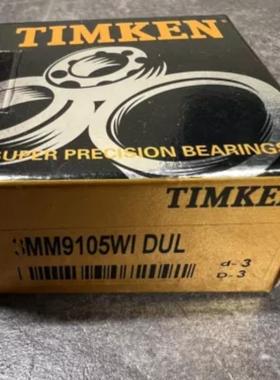 TIMKEN
SUPER PRECISION BEARINGS
TIMKEN
3MM9105WI DUL
d-3
D-3